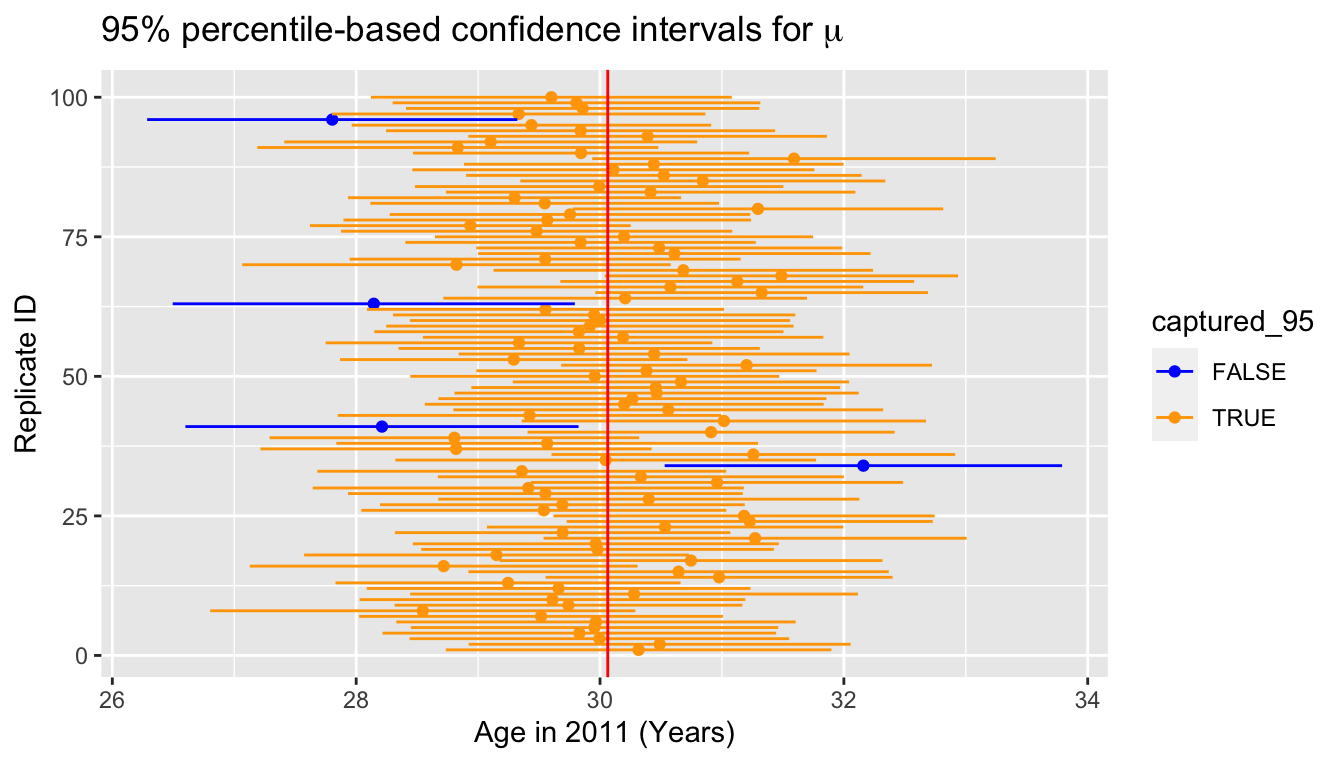 95% percentile-based confidence intervals for μ
Replicate ID
100
75
50
25
0
26 28 30 32 34
Age in 2011 (Years)
captured_95
FALSE
TRUE